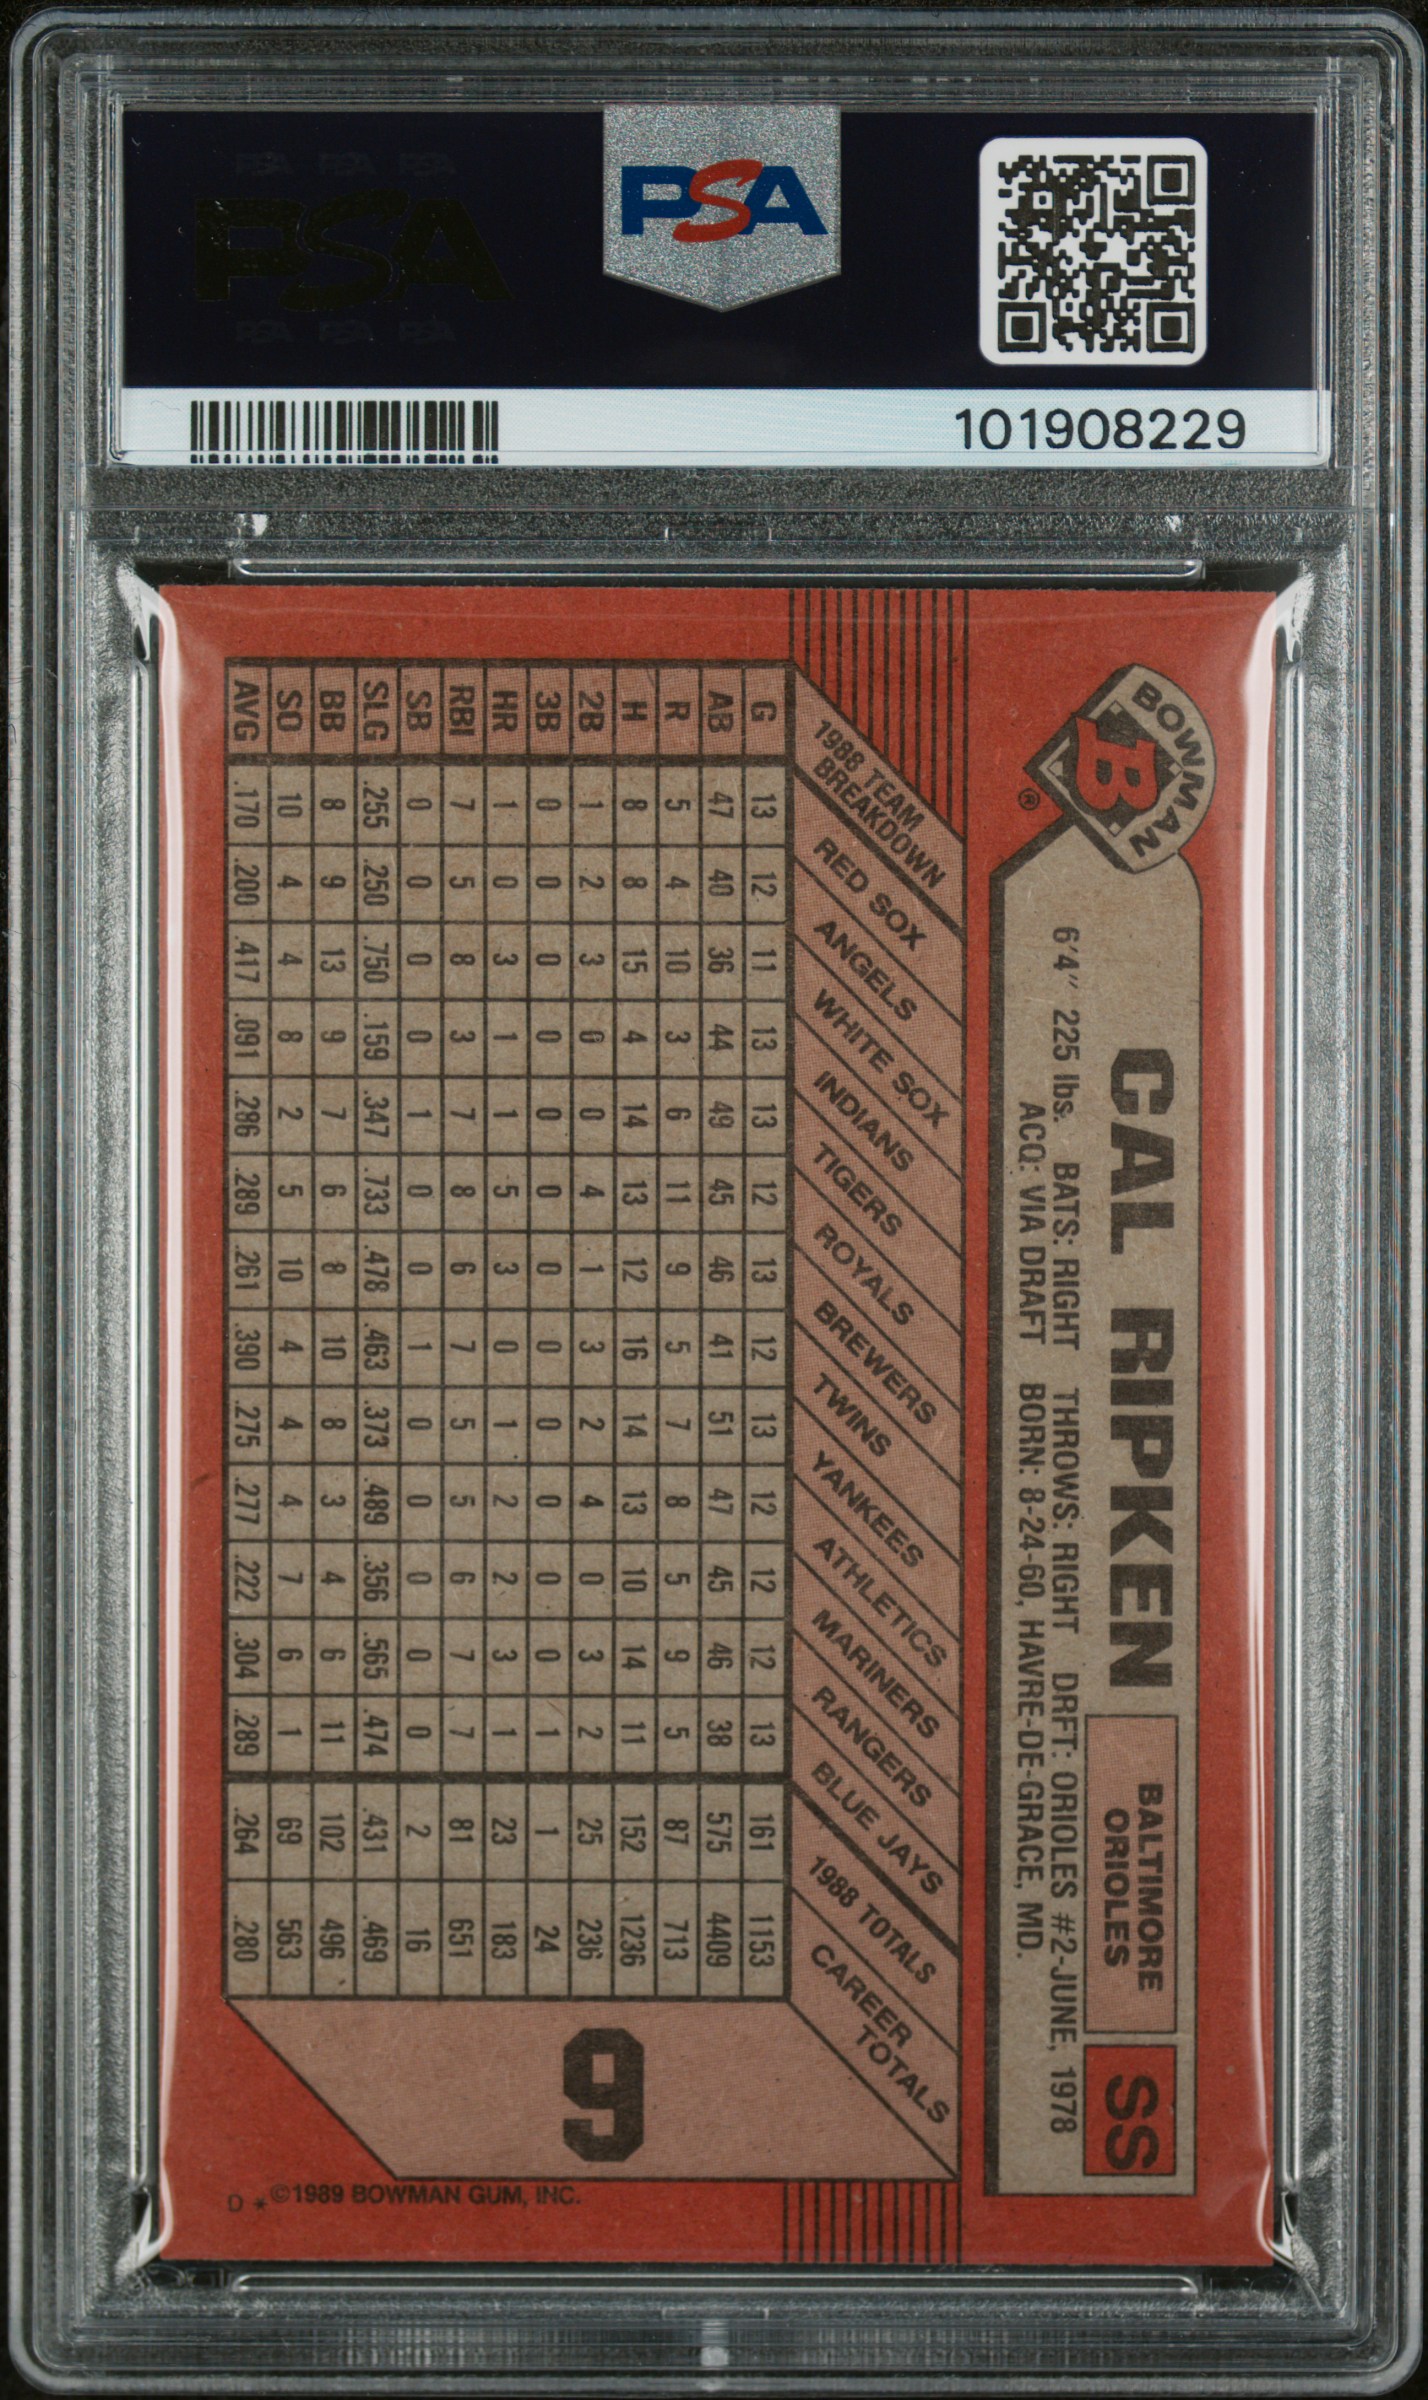 PSA PSA PSA
PSA
PSA PSA PSA
PSA
101908229
BOWMAN
B
®
CAL RIPKEN
BALTIMORE
ORIOLES
SS
6'4" 225 lbs. BATS: RIGHT THROWS: RIGHT DRFT: ORIOLES #2-JUNE, 1978
ACQ: VIA DRAFT BORN: 8-24-60, HAVRE-DE-GRACE, MD.
1988 TEAM
BREAKDOWN
RED SOX
ANGELS
WHITE SOX
INDIANS
TIGERS
ROYALS
BREWERS
TWINS
YANKEES
ATHLETICS
MARINERS
RANGERS
BLUE JAYS
1988 TOTALS
CAREER
TOTALS
G 13 12 11 13 13 12 13 12 13 12 12 12 13 161 1153
AB 47 40 36 44 49 45 46 41 51 47 45 46 38 575 4409
R 5 4 10 3 6 11 9 5 7 8 5 9 5 87 713
H 8 8 15 4 14 13 12 16 14 13 10 14 11 152 1236
2B 1 2 3 0 0 4 1 3 2 4 0 3 2 25 236
3B 0 0 0 0 0 0 0 0 0 0 0 0 1 1 24
HR 1 0 3 1 1 5 3 0 1 2 2 3 1 23 183
RBI 7 5 8 3 7 8 6 7 5 5 6 7 7 81 651
SB 0 0 0 0 1 0 0 1 0 0 0 0 0 2 16
SLG .255 .250 .750 .159 .347 .733 .478 .463 .373 .489 .356 .565 .474 .431 .469
BB 8 9 13 9 7 6 8 10 8 3 4 6 11 102 496
SO 10 4 4 8 2 5 10 4 4 4 7 6 1 69 563
AVG .170 .200 .417 .091 .286 .289 .261 .390 .275 .277 .222 .304 .289 .264 .280
9
©1989 BOWMAN GUM, INC.
D *